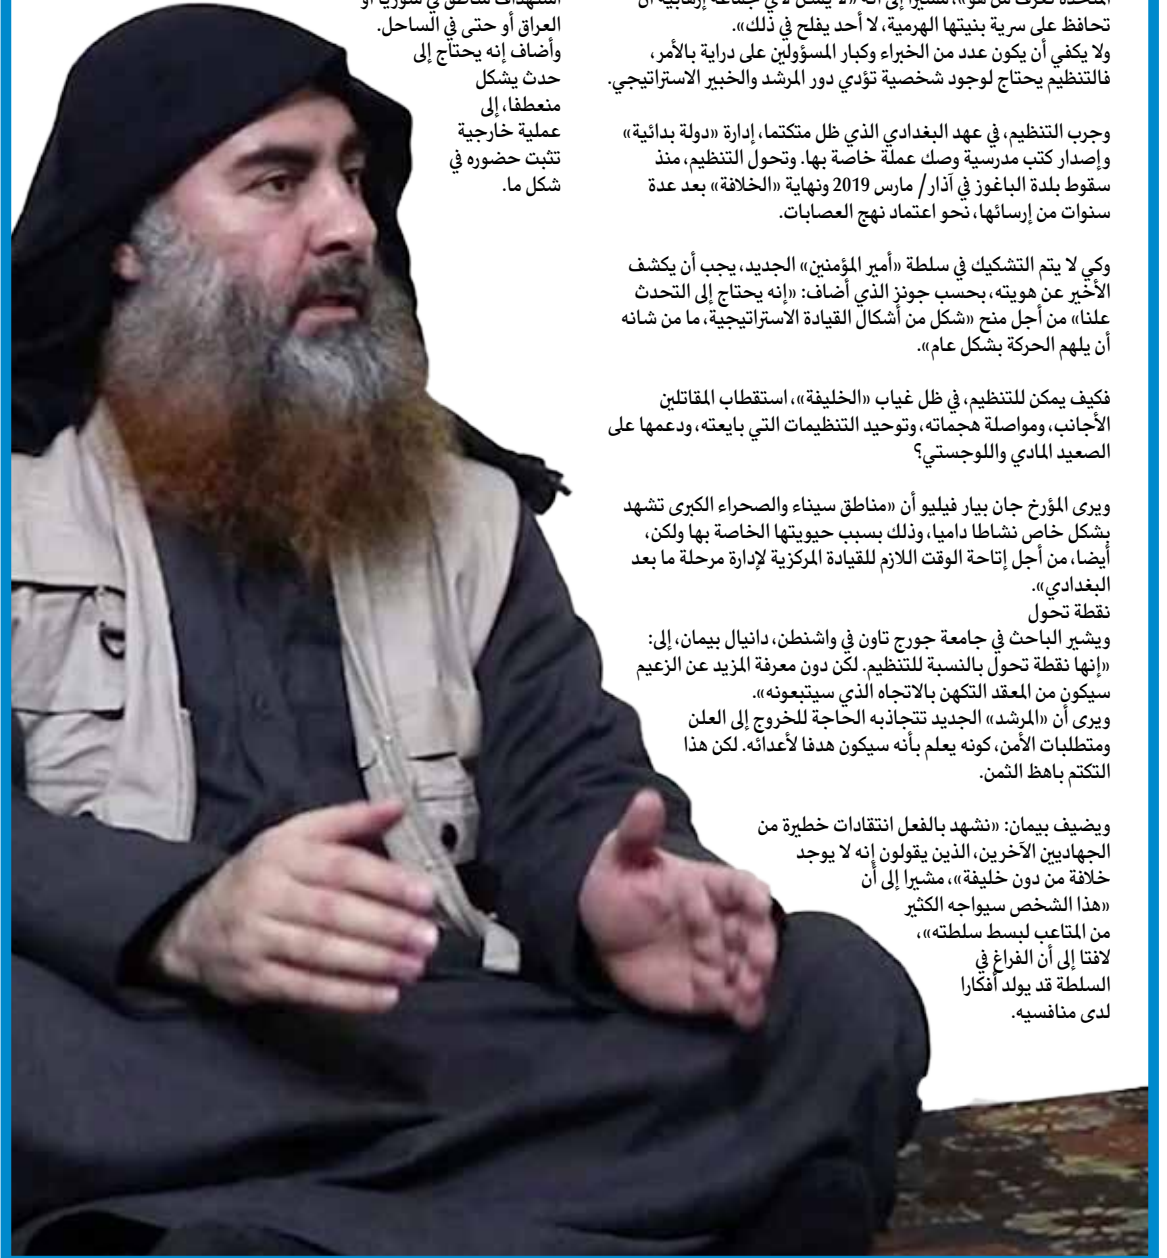 تحافظ على سرية بنيتها الهرمية، لا أحد يفلح في ذلك».
ولا يكفي أن يكون عدد من الخبراء وكبار المسؤولين على دراية بالأمر،
فالتنظيم يحتاج لوجود شخصية تؤدي دور المرشد والخبير الاستراتيجي.
وجرب التنظيم، في عهد البغدادي الذي ظل متكتما، إدارة «دولة بدائية»
وإصدار كتب مدرسية وصك عملة خاصة بها. وتحول التنظيم، منذ
سقوط بلدة الباغوز في آذار/ مارس 2019 ونهاية «الخلافة» بعد عدة
سنوات من إرسائها، نحو اعتماد نهج العصابات.
وكي لا يتم التشكيك في سلطة «أمير المؤمنين» الجديد، يجب أن يكشف
الأخير عن هويته، بحسب جونز الذي أضاف: «إنه يحتاج إلى التحدث
علنا» من أجل منح «شكل من أشكال القيادة الاستراتيجية، ما من شانه
أن يلهم الحركة بشكل عام».
فكيف يمكن للتنظيم، في ظل غياب «الخليفة»، استقطاب المقاتلين
الأجانب، ومواصلة هجماته، وتوحيد التنظيمات التي بايعته، ودعمها على
الصعيد المادي واللوجستي؟
ويرى المؤرخ جان بيار فيليو أن «مناطق سيناء والصحراء الكبرى تشهد
بشكل خاص نشاطا داميا، وذلك بسبب حيويتها الخاصة بها ولكن،
أيضا، من أجل إتاحة الوقت اللازم للقيادة المركزية لإدارة مرحلة ما بعد
البغدادي».
نقطة تحول
ويشير الباحث في جامعة جورج تاون في واشنطن، دانيال بيمان، إلى:
«إنها نقطة تحول بالنسبة للتنظيم. لكن دون معرفة المزيد عن الزعيم
سيكون من المعقد التكهن بالاتجاه الذي سيتبعونه».
ويرى أن «المرشد» الجديد تتجاذبه الحاجة للخروج إلى العلن
ومتطلبات الأمن، كونه يعلم بأنه سيكون هدفا لأعدائه. لكن هذا
التكتم باهظ الثمن.
ويضيف بيمان: «نشهد بالفعل انتقادات خطيرة من
الجهاديين الآخرين، الذين يقولون إنه لا يوجد
خلافة من دون خليفة»، مشيرا إلى أن
«هذا الشخص سيواجه الكثير
من المتاعب لبسط سلطته»،
لافتا إلى أن الفراغ في
السلطة قد يولد أفكارا
لدى منافسيه.
العراق أو حتى في الساحل.
وأضاف إنه يحتاج إلى
حدث يشكل
منعطفا، إلى
عملية خارجية
تثبت حضوره في
شكل ما.